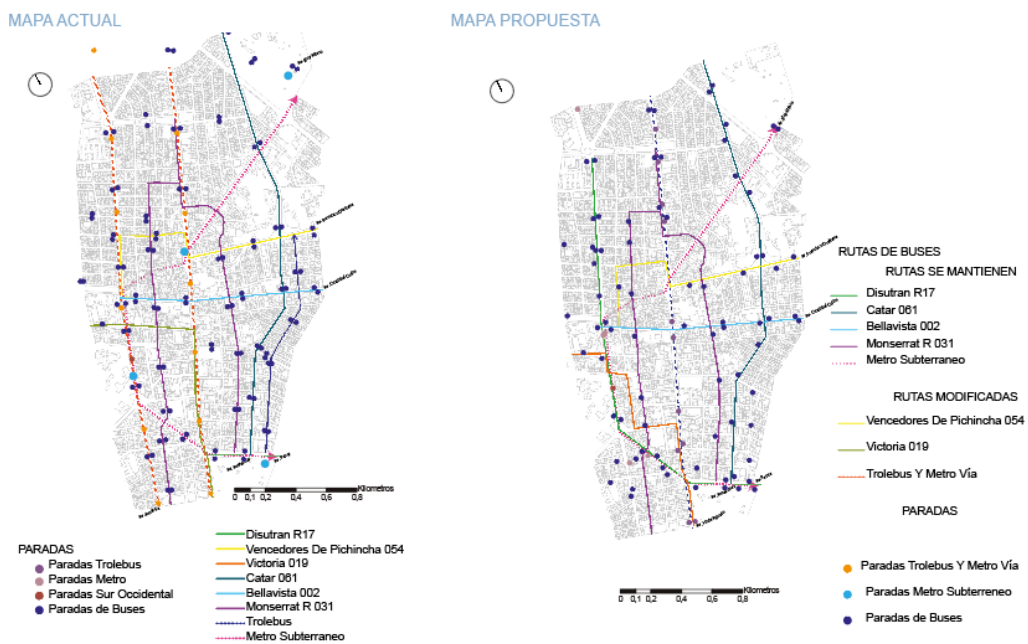 MAPA ACTUAL
MAPA PROPUESTA
0 0,1 0,2 0,4 0,6 0,8
Kilometros
PARADAS
Paradas Trolebus
Paradas Metro
Paradas Sur Occidental
Paradas de Buses
Disutran R17
Vencedores De Pichincha 054
Victoria 019
Catar 061
Bellavista 002
Monserrat R 031
Trolebus
Metro Subterraneo
0 0,1 0,2 0,4 0,6 0,8
Kilometros
RUTAS DE BUSES
RUTAS SE MANTIENEN
Disutran R17
Catar 061
Bellavista 002
Monserrat R 031
Metro Subterraneo
RUTAS MODIFICADAS
Vencedores De Pichincha 054
Victoria 019
Trolebus Y Metro Vía
PARADAS
Paradas Trolebus Y Metro Vía
Paradas Metro Subterreneo
Paradas de Buses